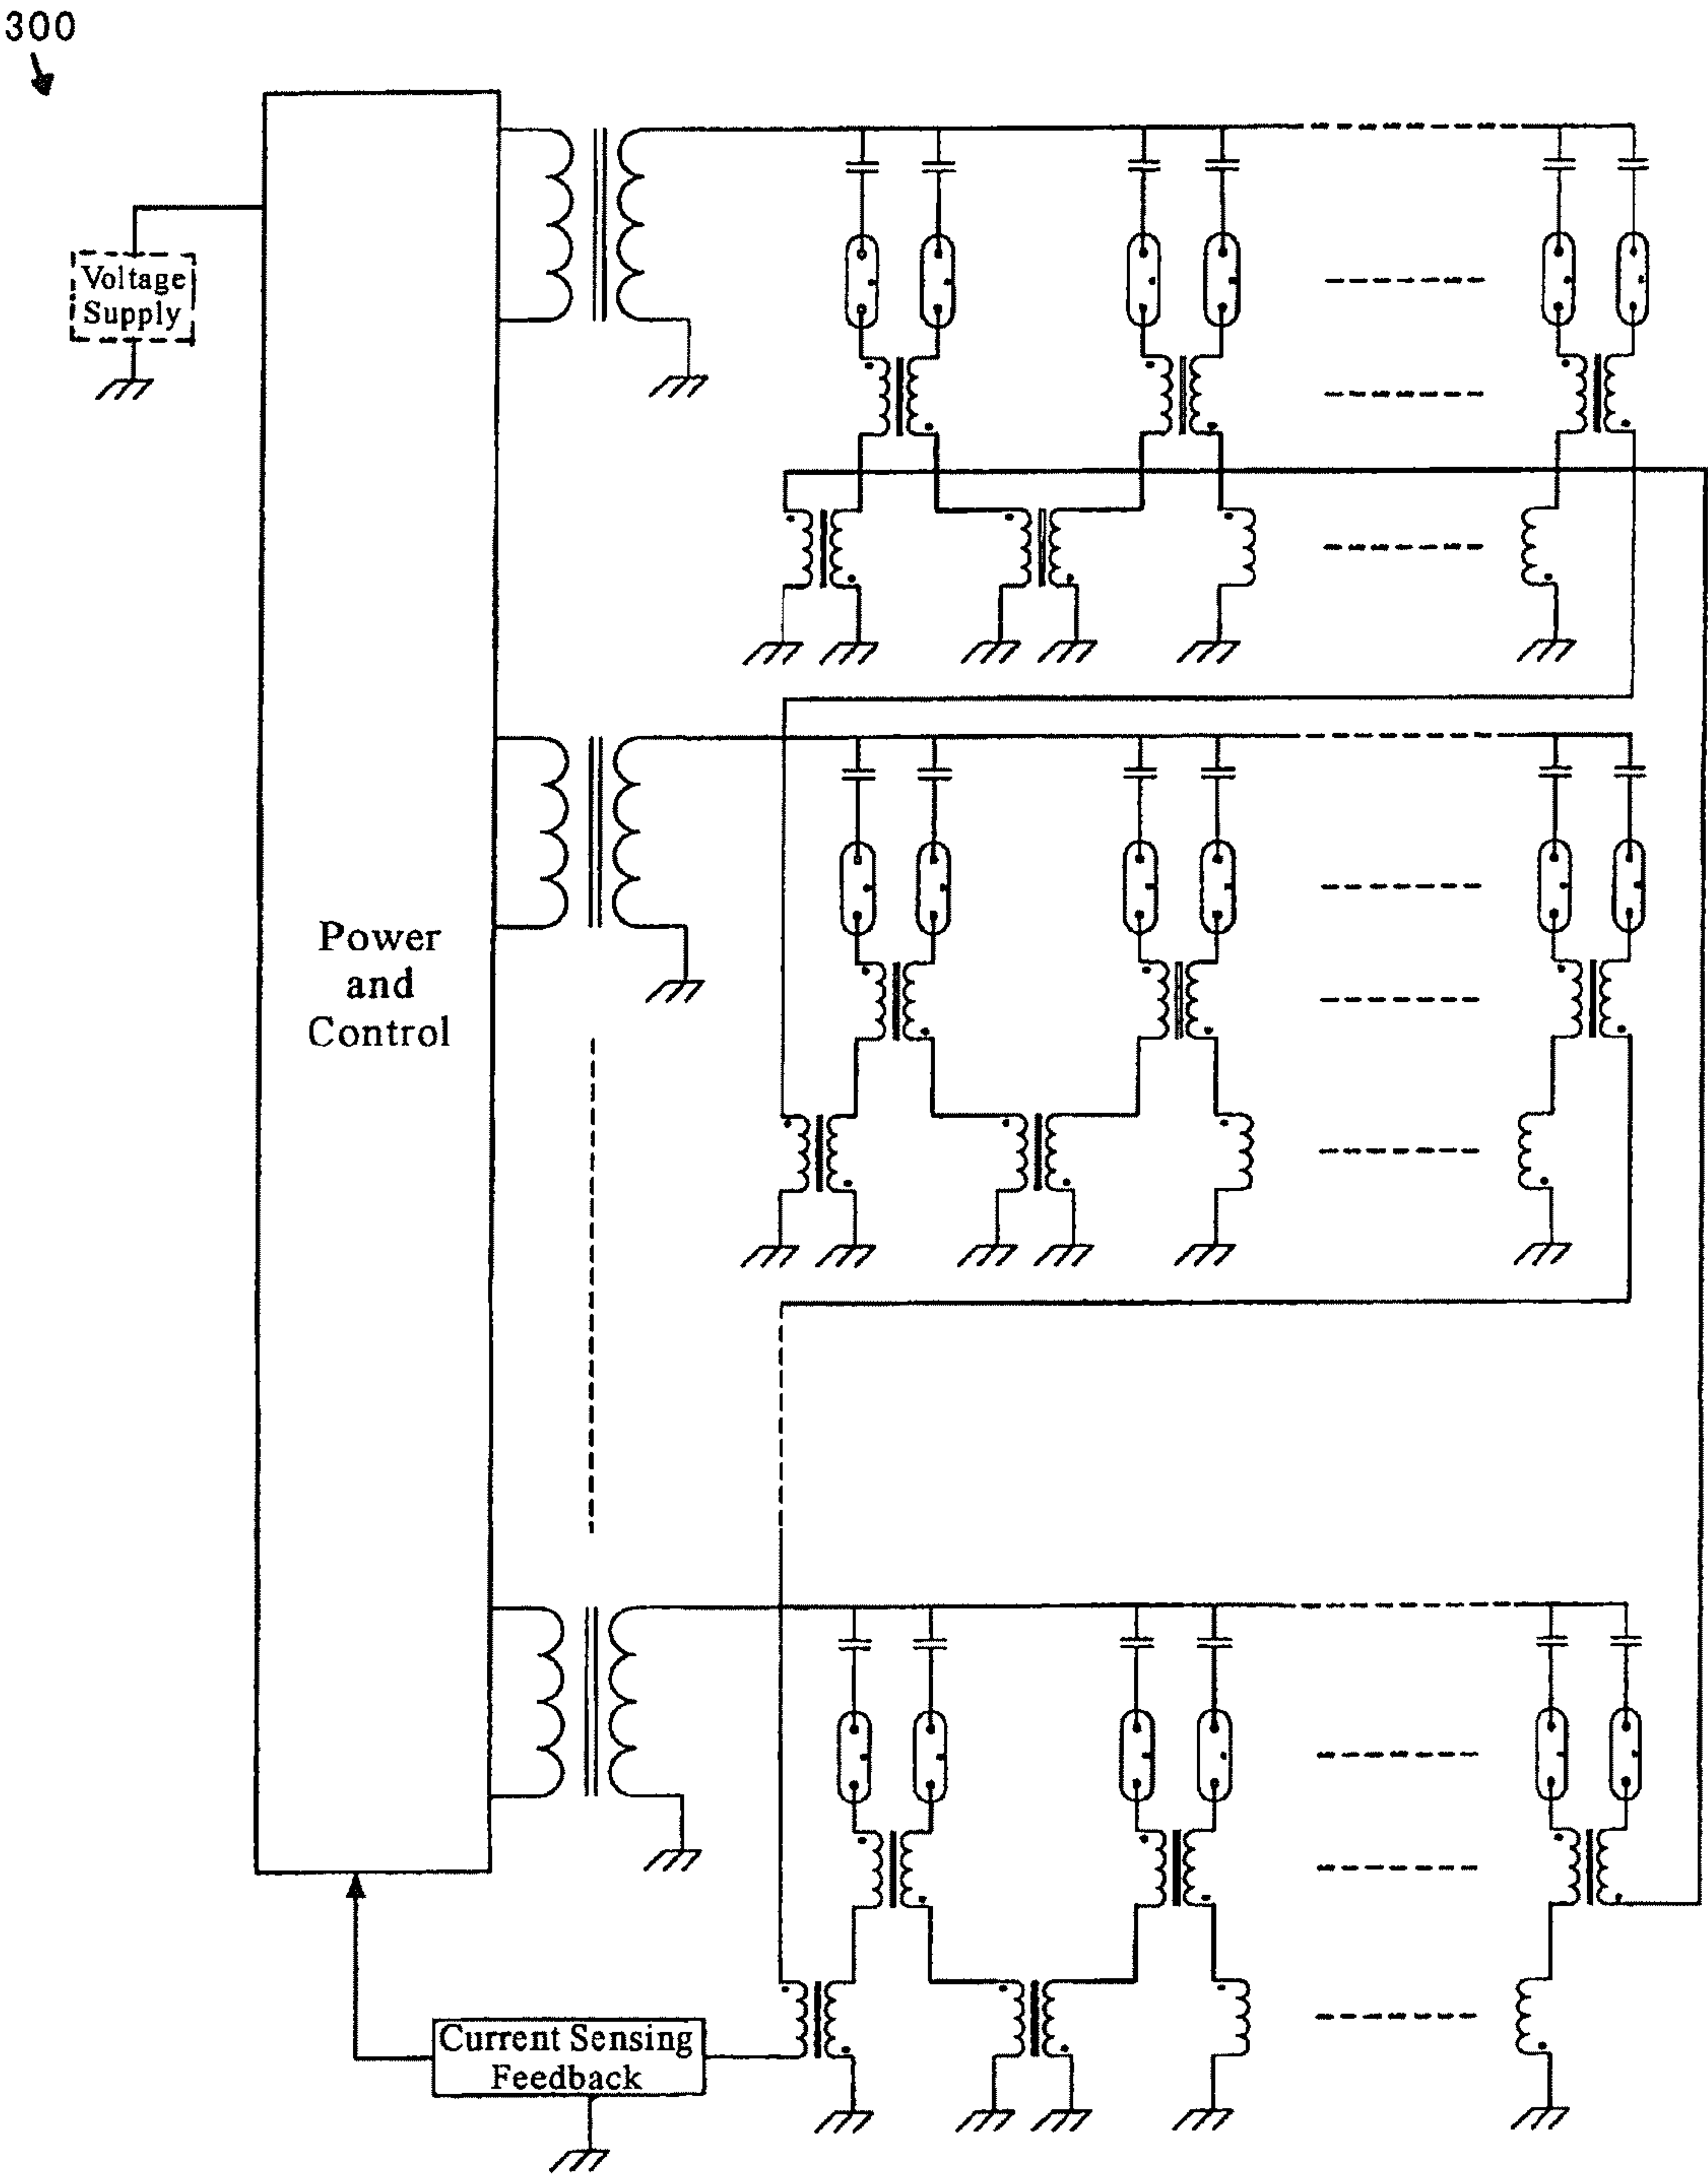 300
Voltage
Supply
Power
and
Control
Current Sensing
Feedback